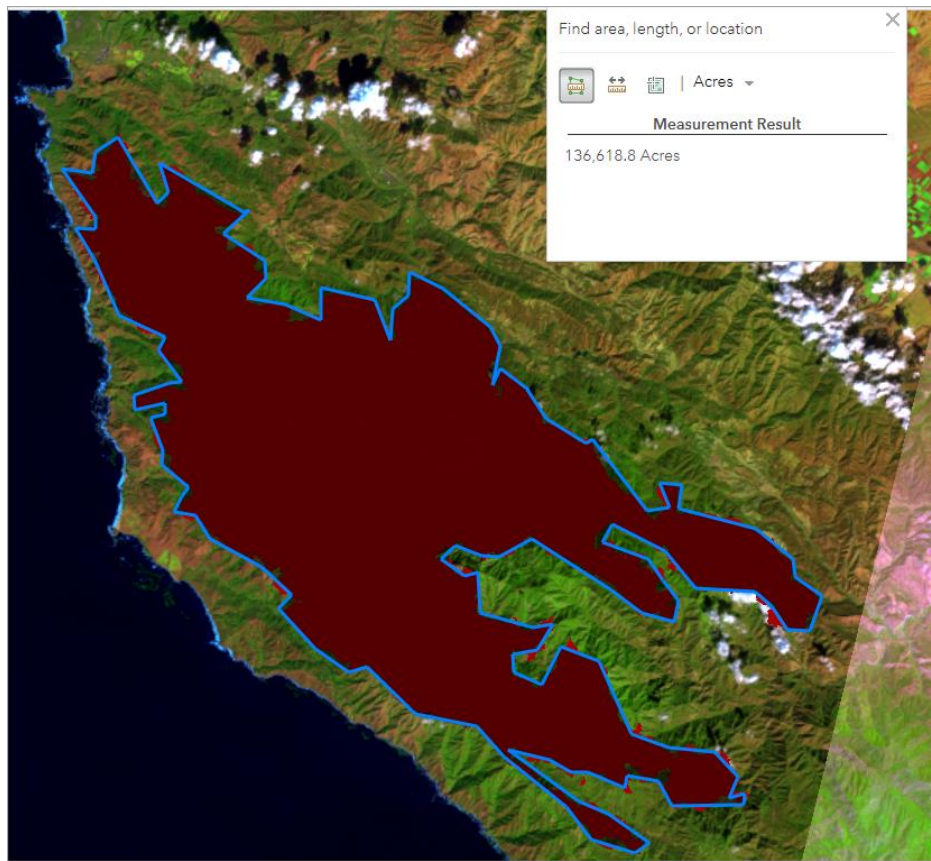 Find area, length, or location
| Acres
Measurement Result
136,618.8 Acres